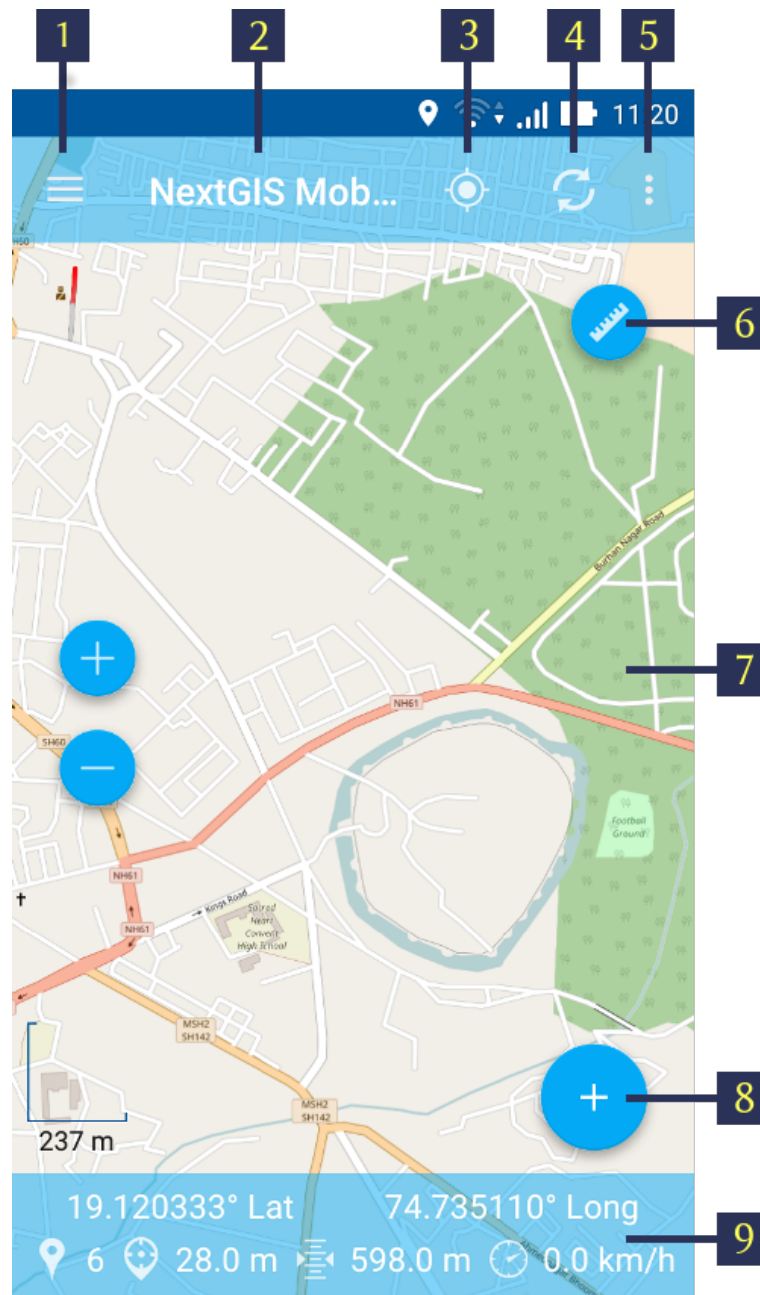 1 2 3 4 5
11:20
NextGIS Mob...
SH60
6
Burhan Nagar Road
7
NH61
SH60
Football
Ground
NH61
Kings Road
NH61
Sacred
Heart
Convent
High School
MSH2
SH142
8
MSH2
SH142
237 m
19.120333° Lat 74.735110° Long
9
6 28.0 m 598.0 m 0.0 km/h